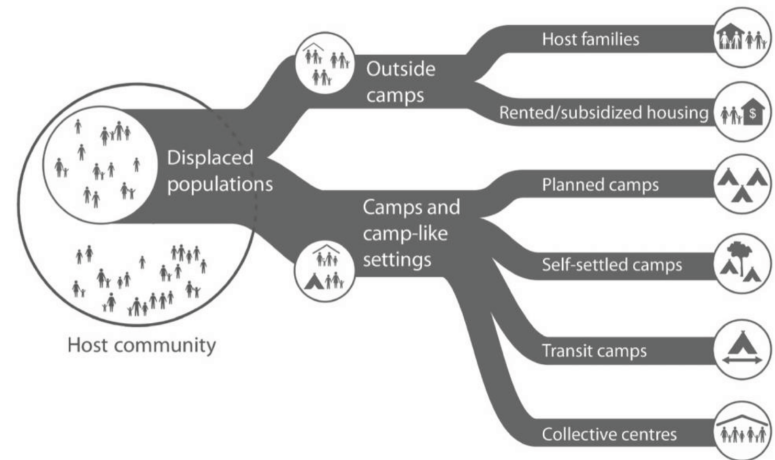 Host families
Outside
camps
Rented/subsidized housing
$
Displaced
populations
Planned camps
Camps and
camp-like
settings
Self-settled camps
Host community
Transit camps
Collective centres